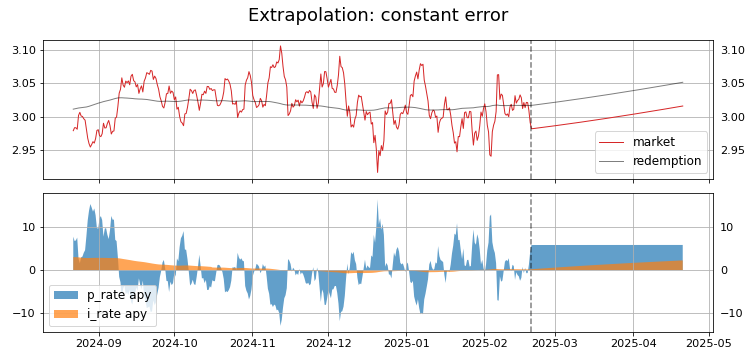 Extrapolation: constant error
3.10 3.10
3.05 3.05
3.00 3.00
2.95 2.95
market
redemption
10 10
0 0
−10 −10
p_rate apy
i_rate apy
2024-09 2024-10 2024-11 2024-12 2025-01 2025-02 2025-03 2025-04 2025-05